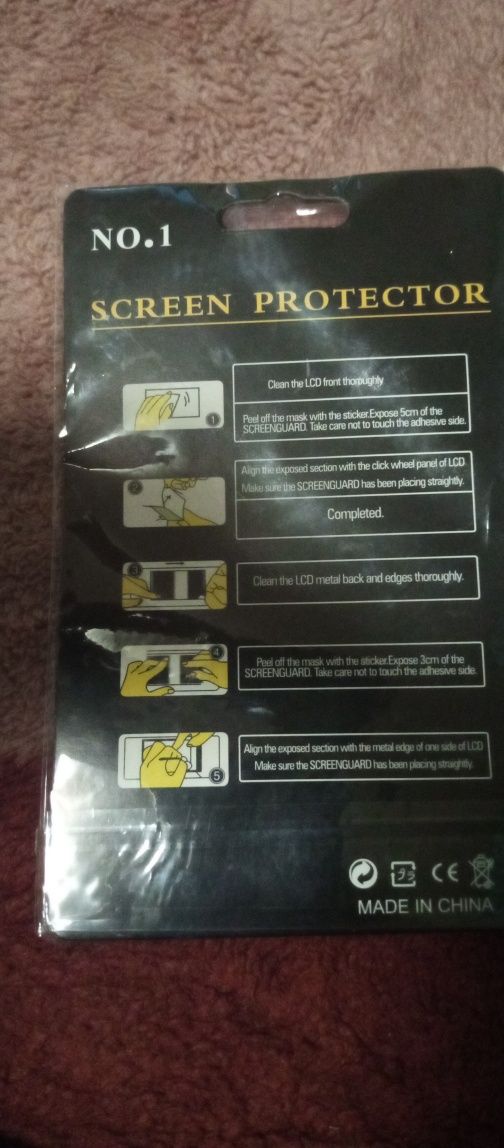 NO.1
SCREEN PROTECTOR
1
Clean the LCD front thoroughly
Peel off the mask with the sticker.Expose 5cm of the
SCREENGUARD. Take care not to touch the adhesive side.
2
Align the exposed section with the click wheel panel of LCD
Make sure the SCREENGUARD has been placing straightly.
Completed.
3
Clean the LCD metal back and edges thoroughly.
4
Peel off the mask with the sticker.Expose 3cm of the
SCREENGUARD. Take care not to touch the adhesive side.
5
Align the exposed section with the metal edge of one side of LCD
Make sure the SCREENGUARD has been placing straightly.
CE
MADE IN CHINA